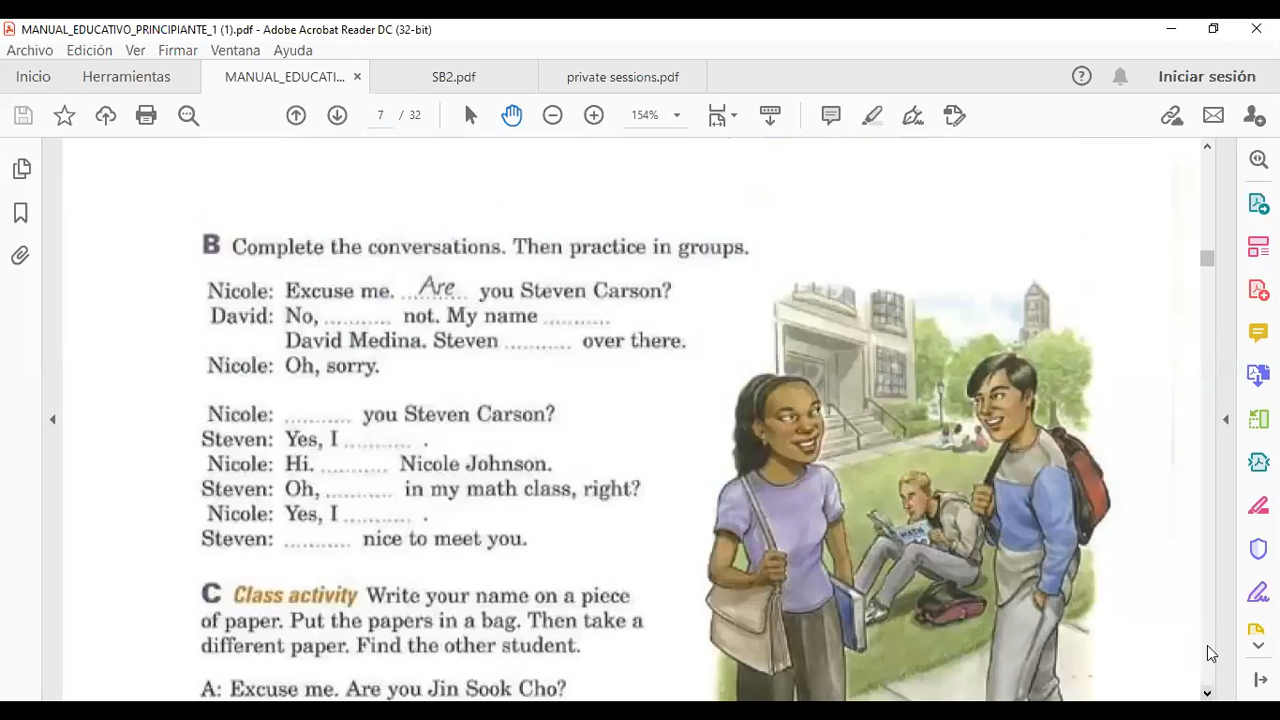 MANUAL_EDUCATIVO_PRINCIPIANTE_1 (1).pdf - Adobe Acrobat Reader DC (32-bit)
Archivo Edición Ver Firmar Ventana Ayuda
Inicio Herramientas MANUAL_EDUCATI... × SB2.pdf private sessions.pdf Iniciar sesión
7 / 32 154%
B Complete the conversations. Then practice in groups.
Nicole: Excuse me. ....Are.... you Steven Carson?
David: No, ............ not. My name ............
David Medina. Steven ............ over there.
Nicole: Oh, sorry.
Nicole: ............ you Steven Carson?
Steven: Yes, I ............ .
Nicole: Hi. ............ Nicole Johnson.
Steven: Oh, ............ in my math class, right?
Nicole: Yes, I ............ .
Steven: ............ nice to meet you.
C Class activity Write your name on a piece
of paper. Put the papers in a bag. Then take a
different paper. Find the other student.
A: Excuse me. Are you Jin Sook Cho?
MATH